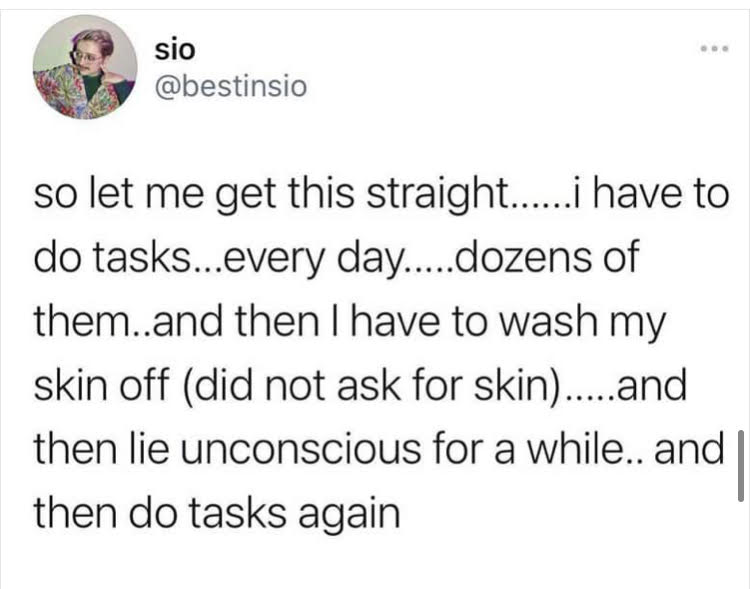 sio
@bestinsio
so let me get this straight......i have to
do tasks...every day.....dozens of
them..and then I have to wash my
skin off (did not ask for skin).....and
then lie unconscious for a while.. and
then do tasks again